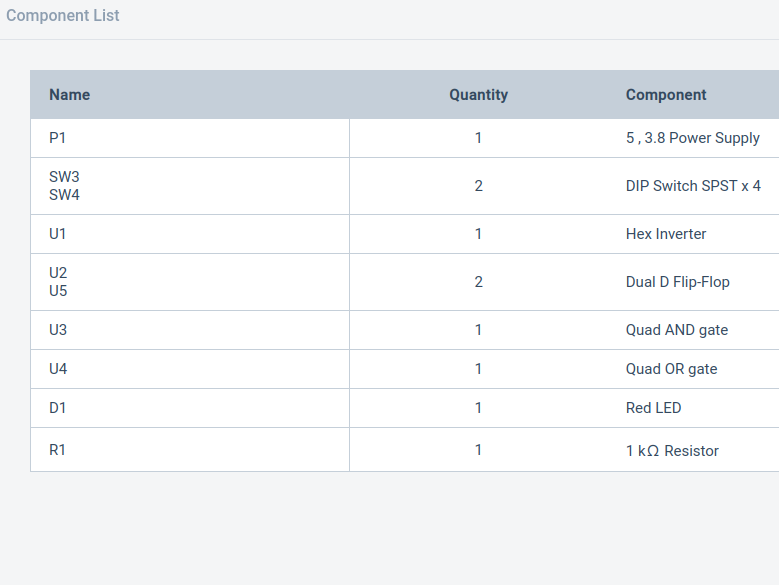 Component List
Name Quantity Component
P1 1 5 , 3.8 Power Supply
SW3
SW4
2 DIP Switch SPST x 4
U1 1 Hex Inverter
U2
U5
2 Dual D Flip-Flop
U3 1 Quad AND gate
U4 1 Quad OR gate
D1 1 Red LED
R1 1 1 kΩ Resistor